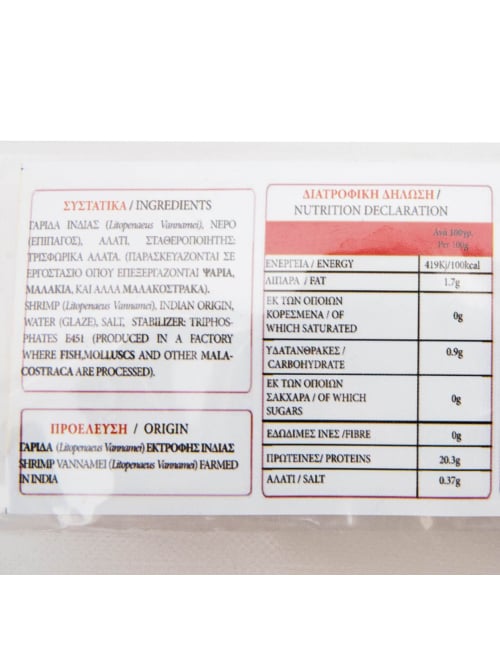 ΣΥΣΤΑΤΙΚΑ / INGREDIENTS
ΓΑΡΙΔΑ ΙΝΔΙΑΣ (Litopenaeus Vannamei), ΝΕΡΟ
(ΕΠΙΠΑΓΟΣ), ΑΛΑΤΙ, ΣΤΑΘΕΡΟΠΟΙΗΤΗΣ:
ΤΡΙΣΦΩΡΙΚΑ ΑΛΑΤΑ. (ΠΑΡΑΣΚΕΥΑΖΟΝΤΑΙ ΣΕ
ΕΡΓΟΣΤΑΣΙΟ ΟΠΟΥ ΕΠΕΞΕΡΓΑΖΟΝΤΑΙ ΨΑΡΙΑ,
ΜΑΛΑΚΙΑ, ΚΑΙ ΑΛΛΑ ΜΑΛΑΚΟΣΤΡΑΚΑ).
SHRIMP (Litopenaeus Vannamei), INDIAN ORIGIN,
WATER (GLAZE), SALT, STABILIZER: TRIPHOS-
PHATES E451 (PRODUCED IN A FACTORY
WHERE FISH,MOLLUSCS AND OTHER MALA-
COSTRACA ARE PROCESSED).
ΠΡΟΕΛΕΥΣΗ / ORIGIN
ΓΑΡΙΔΑ (Litopenaeus Vannamei) ΕΚΤΡΟΦΗΣ ΙΝΔΙΑΣ
SHRIMP VANNAMEI (Litopenaeus Vannamei) FARMED
IN INDIA
ΔΙΑΤΡΟΦΙΚΗ ΔΗΛΩΣΗ /
NUTRITION DECLARATION
Ανά 100γρ.
Per 100g
ΕΝΕΡΓΕΙΑ / ENERGY 419Kj/100kcal
ΛΙΠΑΡΑ / FAT 1.7g
ΕΚ ΤΩΝ ΟΠΟΙΩΝ
ΚΟΡΕΣΜΕΝΑ / OF 0g
WHICH SATURATED
ΥΔΑΤΑΝΘΡΑΚΕΣ / 0.9g
CARBOHYDRATE
ΕΚ ΤΩΝ ΟΠΟΙΩΝ
ΣΑΚΧΑΡΑ / OF WHICH 0g
SUGARS
ΕΔΩΔΙΜΕΣ ΙΝΕΣ /FIBRE 0g
ΠΡΩΤΕΙΝΕΣ/ PROTEINS 20.3g
ΑΛΑΤΙ / SALT 0.37g